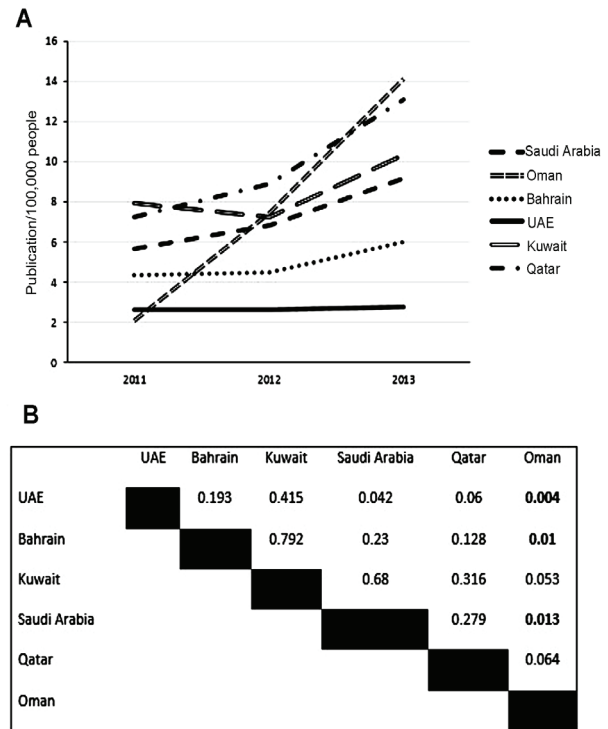 A
Publication/100,000 people
16
14
12
10
8
6
4
2
0
2011 2012 2013
Saudi Arabia
Oman
Bahrain
UAE
Kuwait
Qatar
B
UAE Bahrain Kuwait Saudi Arabia Qatar Oman
UAE 0.193 0.415 0.042 0.06 0.004
Bahrain 0.792 0.23 0.128 0.01
Kuwait 0.68 0.316 0.053
Saudi Arabia 0.279 0.013
Qatar 0.064
Oman